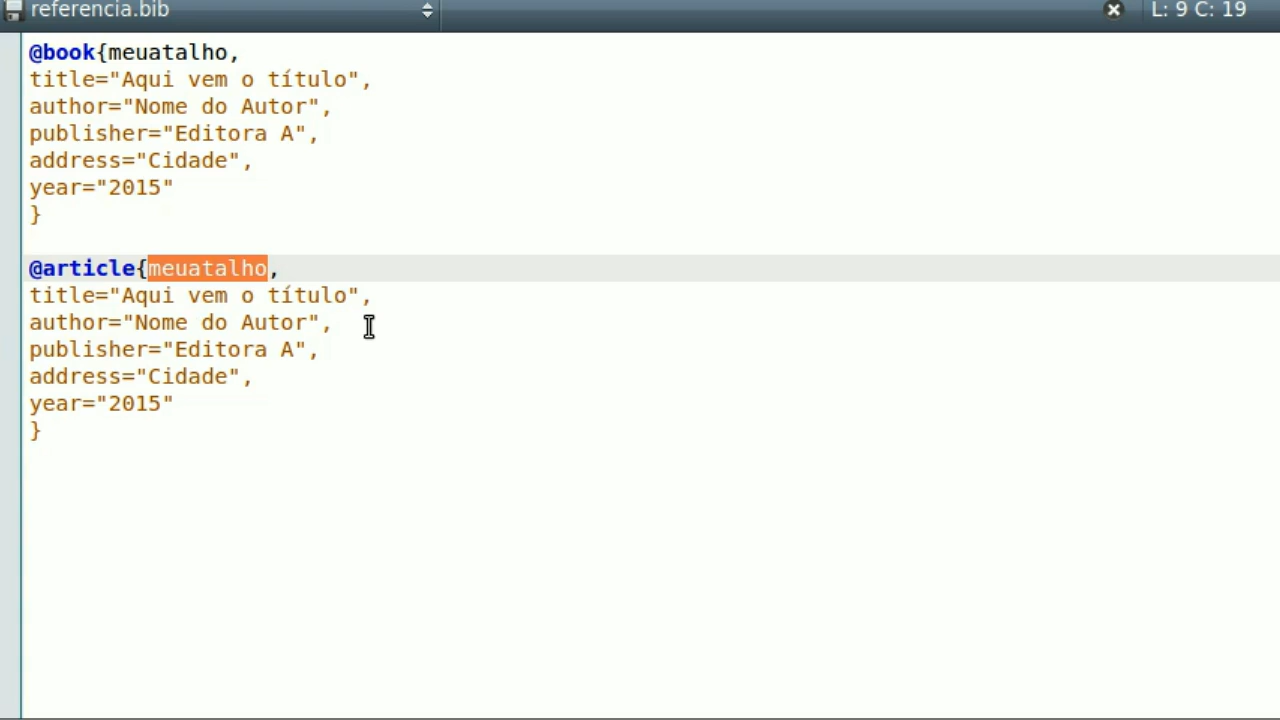 referencia.bib L: 9 C: 19
@book{meuatalho,
title="Aqui vem o título",
author="Nome do Autor",
publisher="Editora A",
address="Cidade",
year="2015"
}
@article{meuatalho,
title="Aqui vem o título",
author="Nome do Autor",
publisher="Editora A",
address="Cidade",
year="2015"
}